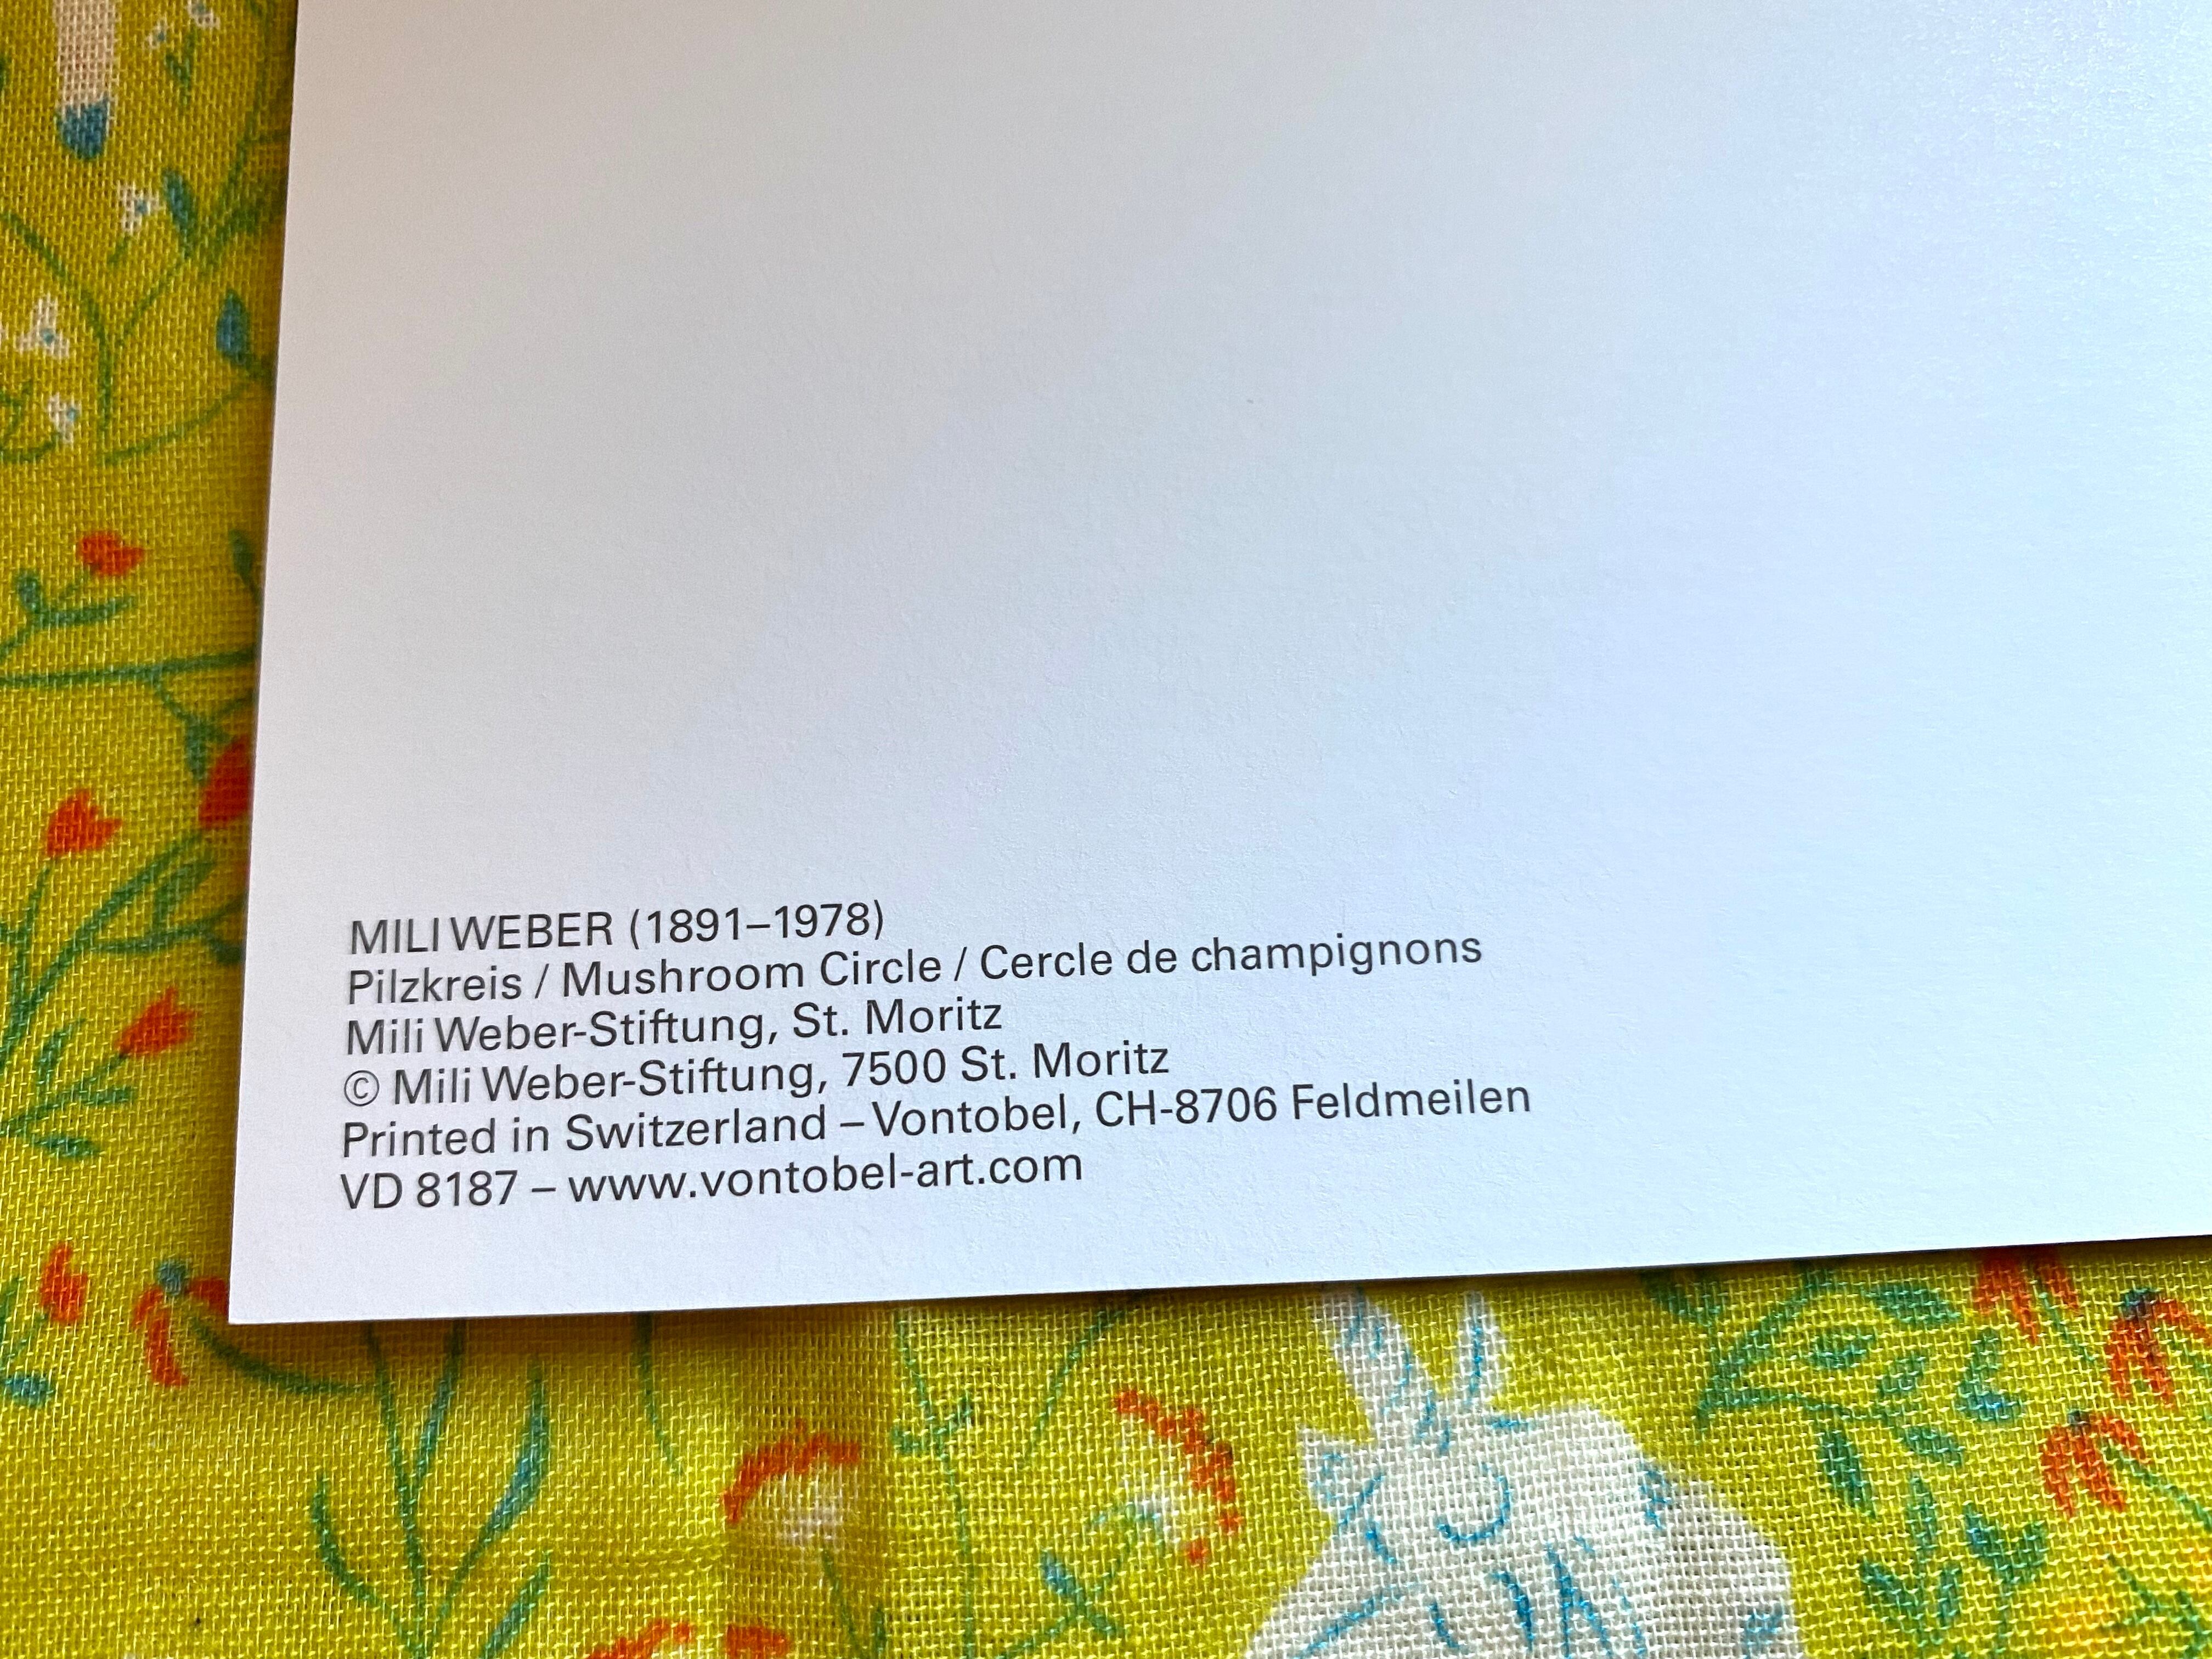 MILI WEBER (1891–1978)
Pilzkreis / Mushroom Circle / Cercle de champignons
Mili Weber-Stiftung, St. Moritz
© Mili Weber-Stiftung, 7500 St. Moritz
Printed in Switzerland – Vontobel, CH-8706 Feldmeilen
VD 8187 – www.vontobel-art.com